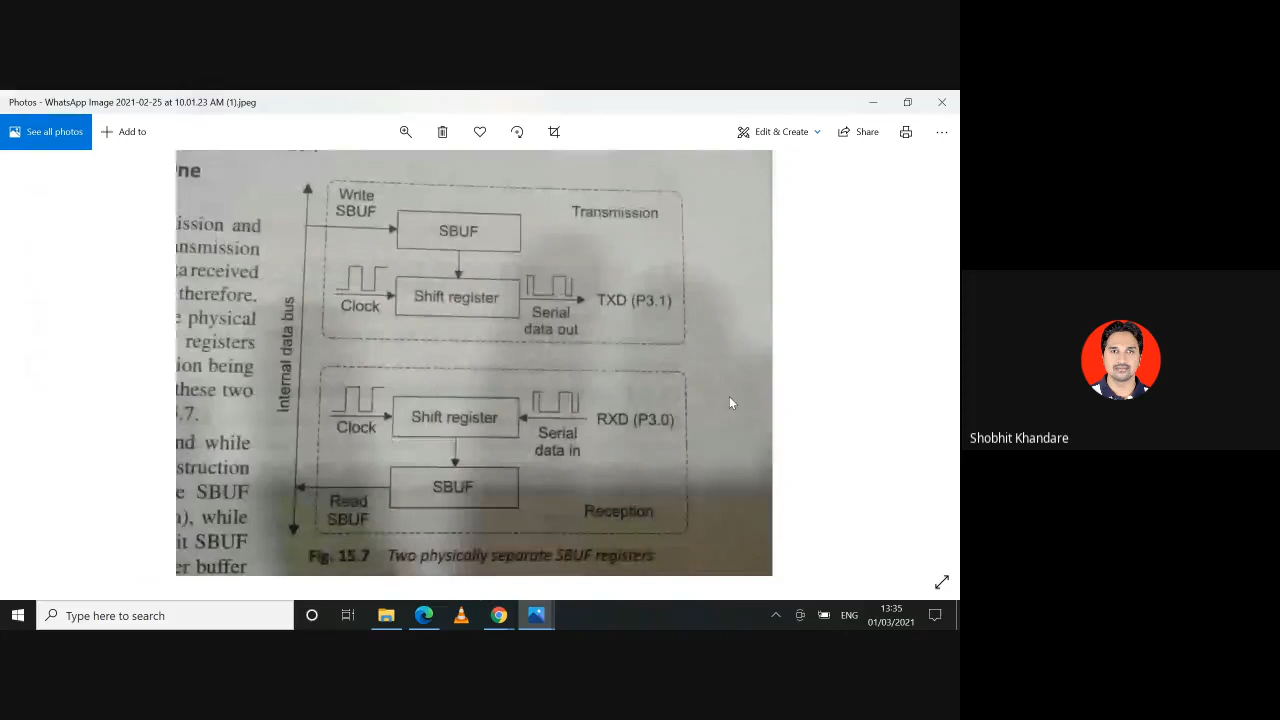 Photos - WhatsApp Image 2021-02-25 at 10.01.23 AM (1).jpeg
See all photos
Add to
Edit & Create
Share
ne
ission and
nsmission
a received
therefore,
e physical
registers
ion being
these two
.7.
nd while
struction
e SBUF
), while
it SBUF
er buffer
Internal data bus
Write
SBUF
SBUF
Transmission
Clock
Shift register
Serial
data out
TXD (P3.1)
Clock
Shift register
Serial
data in
RXD (P3.0)
SBUF
Read
SBUF
Reception
Fig. 15.7 Two physically separate SBUF registers
Shobhit Khandare
Type here to search
ENG
13:35
01/03/2021